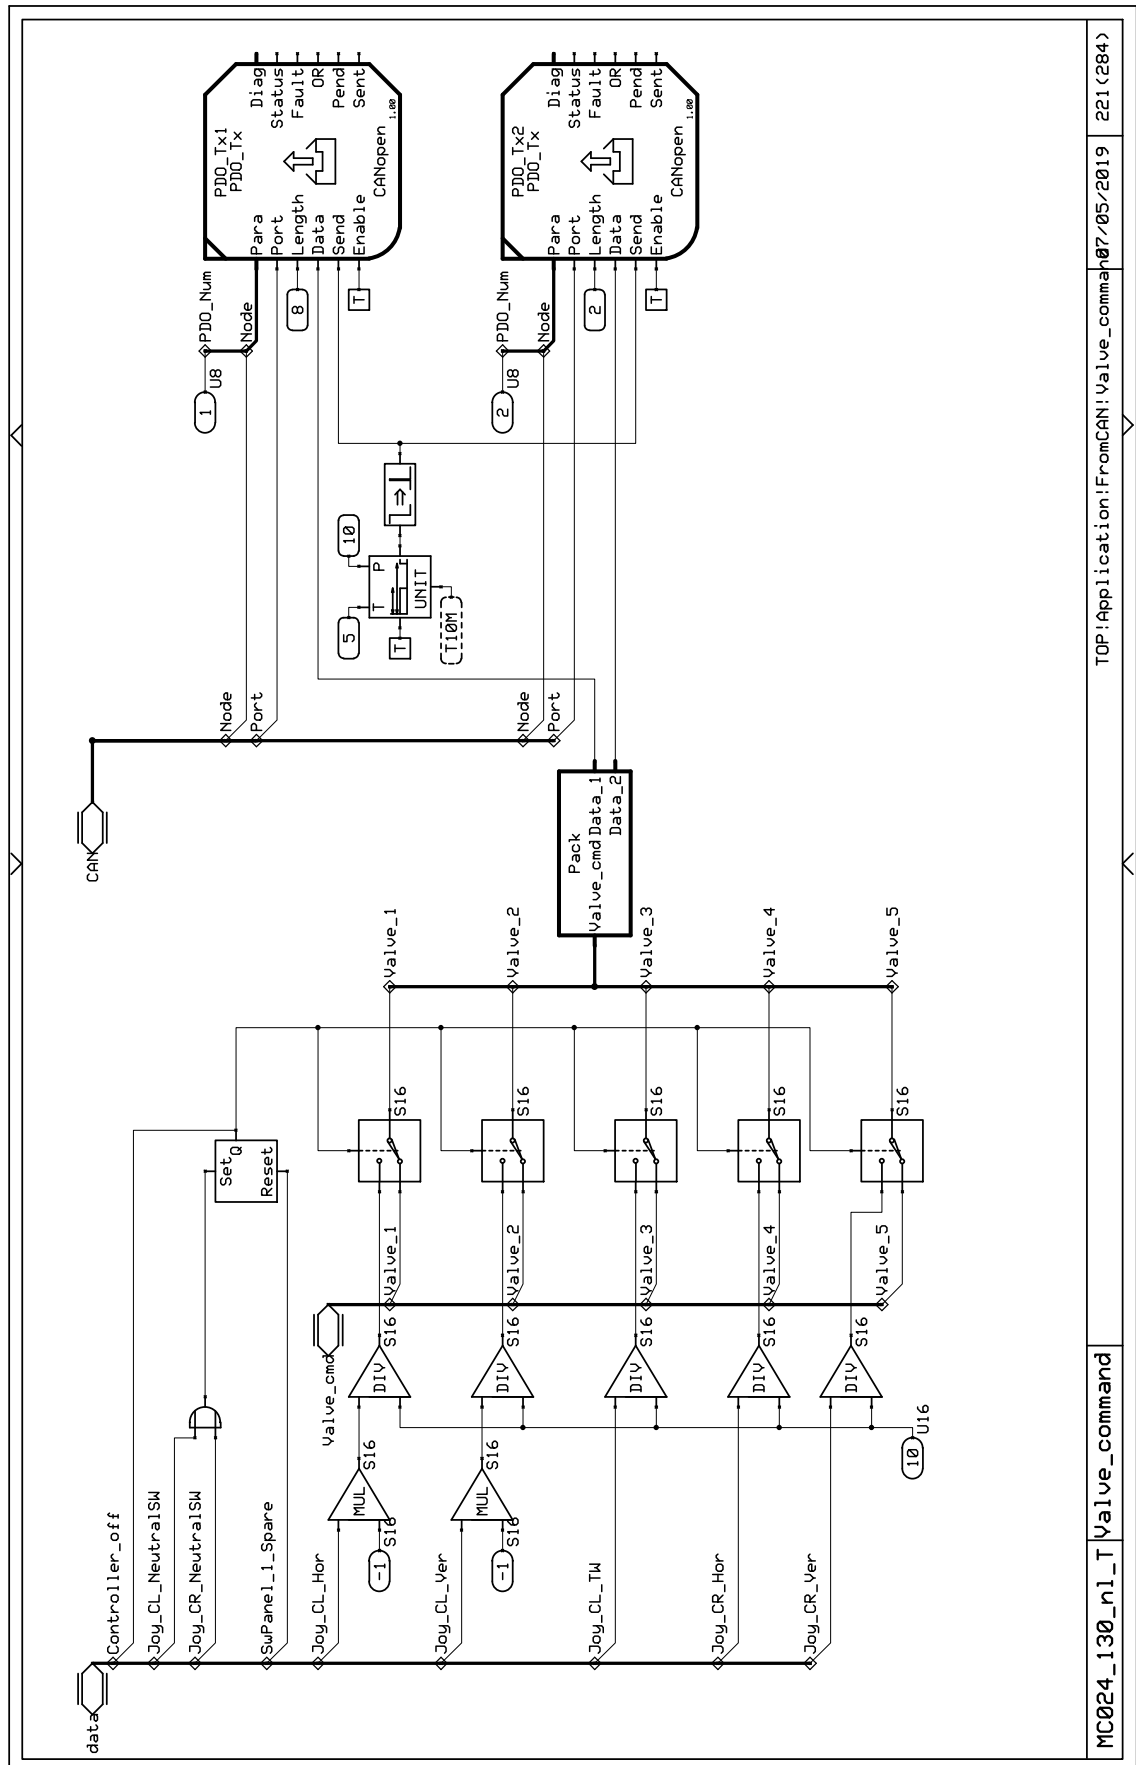 data
Controller_off
Joy_CL_NeutralSW
Joy_CR_NeutralSW
SwPanel_1_Spare
Joy_CL_Hor
Joy_CL_Ver
Joy_CL_TW
Joy_CR_Hor
Joy_CR_Ver
-1
S16
MUL
S16
-1
S16
MUL
S16
10
U16
Valve_cmd
DIV
S16
DIV
S16
DIV
S16
DIV
S16
DIV
S16
Valve_1
Valve_2
Valve_3
Valve_4
Valve_5
Set
Q
Reset
S16
S16
S16
S16
S16
Valve_1
Valve_2
Valve_3
Valve_4
Valve_5
Pack
Valve_cmd Data_1
Data_2
CAN
Node
Port
Node
Port
T
5
T
P
10
UNIT
T10M
1
U8
PDO_Num
Node
8
T
PDO_Tx1
PDO_Tx
Para
Diag
Port
Status
Length
Fault
Data
OR
Send
Pend
Enable
Sent
CANopen
1.00
2
U8
PDO_Num
Node
2
T
PDO_Tx2
PDO_Tx
Para
Diag
Port
Status
Length
Fault
Data
OR
Send
Pend
Enable
Sent
CANopen
1.00
MC024_130_nl_T
Valve_command
TOP!Application!FromCAN!Valve_command
07/05/2019
221(284)